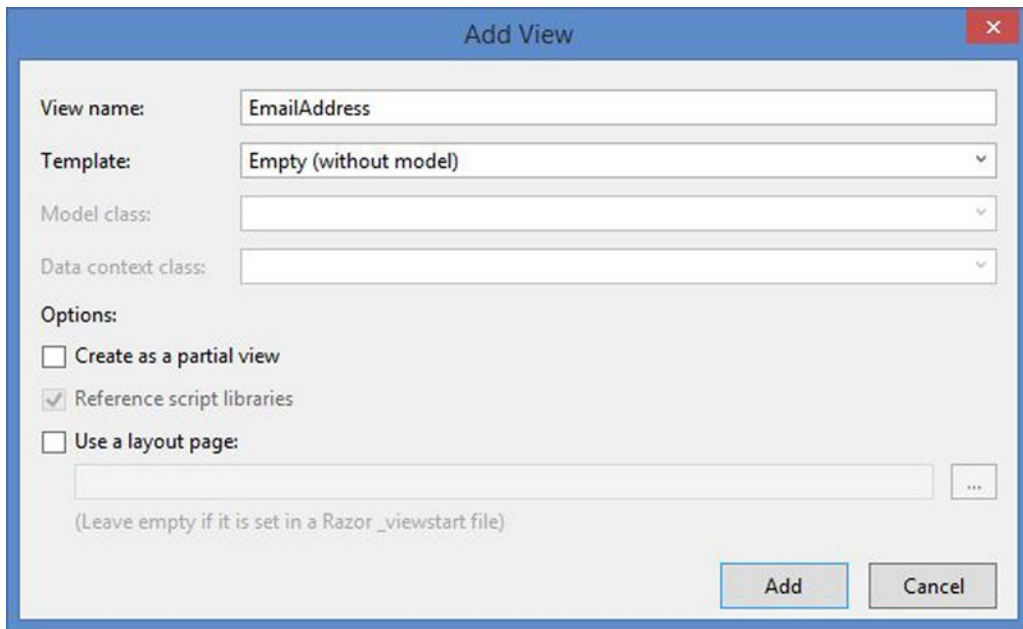 Add View
View name: EmailAddress
Template: Empty (without model)
Model class:
Data context class:
Options:
Create as a partial view
Reference script libraries
Use a layout page:
...
(Leave empty if it is set in a Razor _viewstart file)
Add Cancel